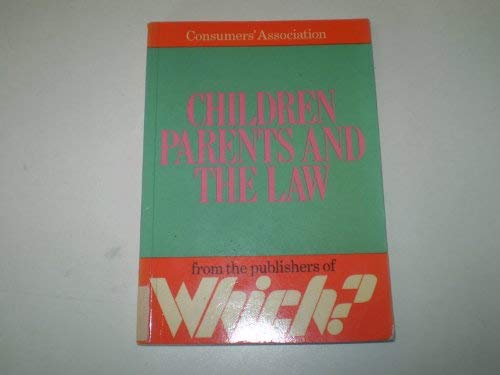 Consumers' Association
CHILDREN
PARENTS AND
THE LAW
from the publishers of
Which?